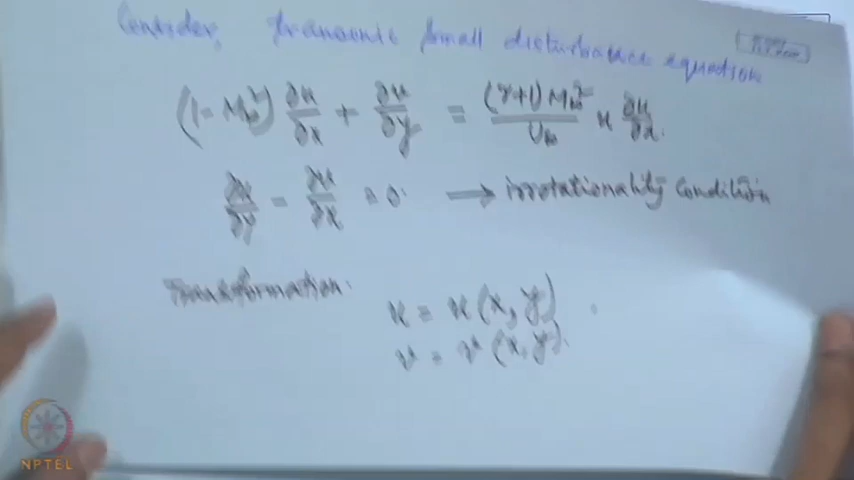 Consider, transonic small disturbance equation
(1 - M∞²) ∂u/∂x + ∂v/∂y = (γ+1) M∞² / U∞ u ∂u/∂x.
∂u/∂y - ∂v/∂x = 0. → irrotationality condition
Transformation.
u = u(x, y)
v = v(x, y).
NPTEL